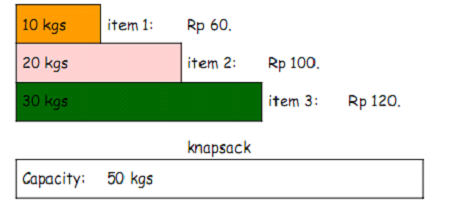 10 kgs item 1: Rp 60.
20 kgs item 2: Rp 100.
30 kgs item 3: Rp 120.
knapsack
Capacity: 50 kgs